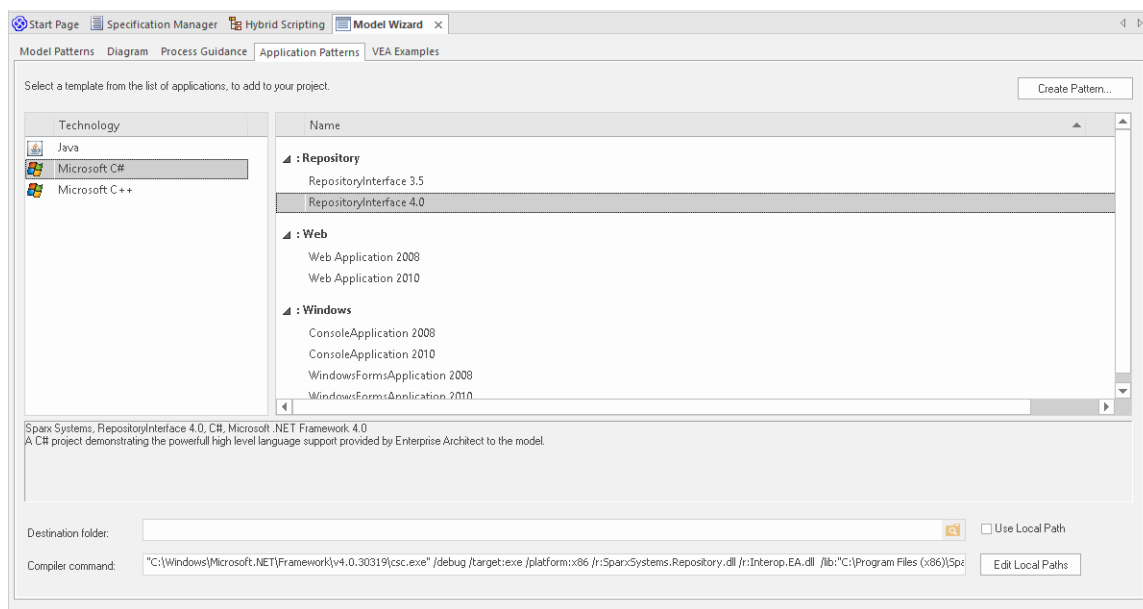 Start Page Specification Manager Hybrid Scripting Model Wizard
Model Patterns Diagram Process Guidance Application Patterns VEA Examples
Select a template from the list of applications, to add to your project.
Create Pattern...
Technology
Java
Microsoft C#
Microsoft C++
Name
: Repository
RepositoryInterface 3.5
RepositoryInterface 4.0
: Web
Web Application 2008
Web Application 2010
: Windows
ConsoleApplication 2008
ConsoleApplication 2010
WindowsFormsApplication 2008
WindowsFormsApplication 2010
Sparx Systems, RepositoryInterface 4.0, C#, Microsoft .NET Framework 4.0
A C# project demonstrating the powerfull high level language support provided by Enterprise Architect to the model.
Destination folder:
Use Local Path
Compiler command: "C:\Windows\Microsoft.NET\Framework\v4.0.30319\csc.exe" /debug /target:exe /platform:x86 /r:SparxSystems.Repository.dll /r:Interop.EA.dll /lib:"C:\Program Files (x86)\Spa
Edit Local Paths